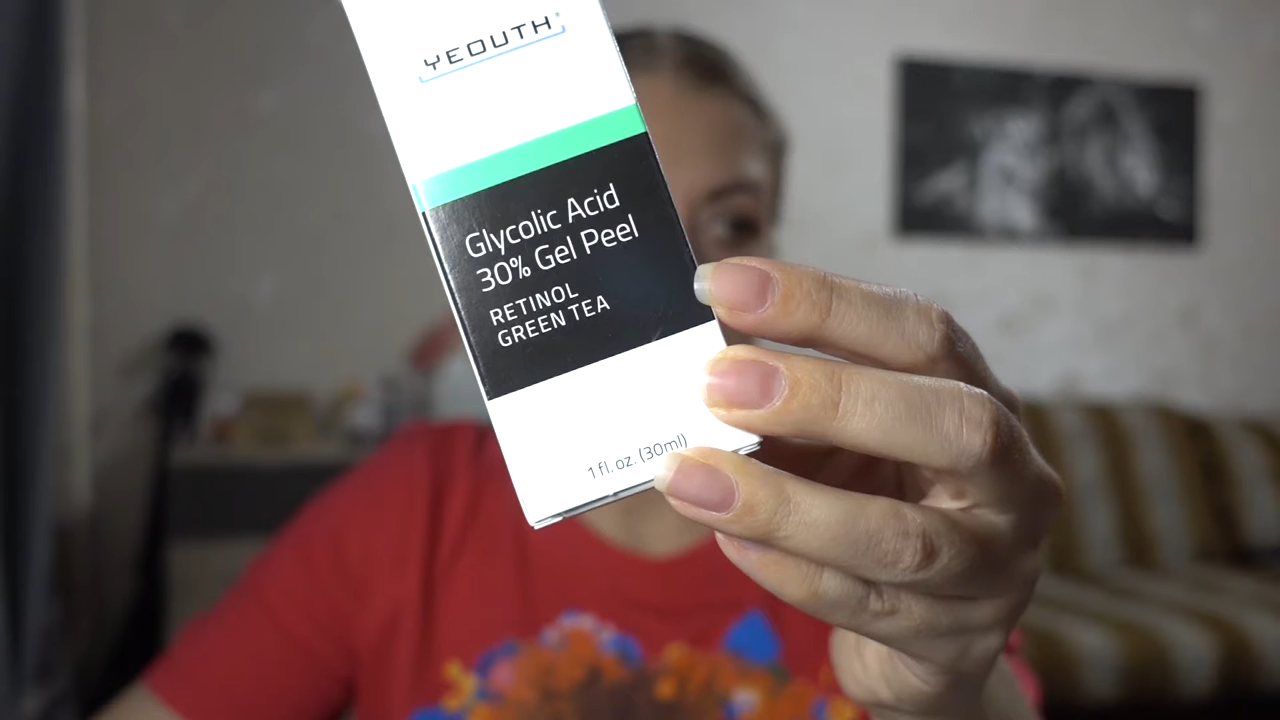 YEOUTH
Glycolic Acid
30% Gel Peel
RETINOL
GREEN TEA
1 fl. oz. (30ml)